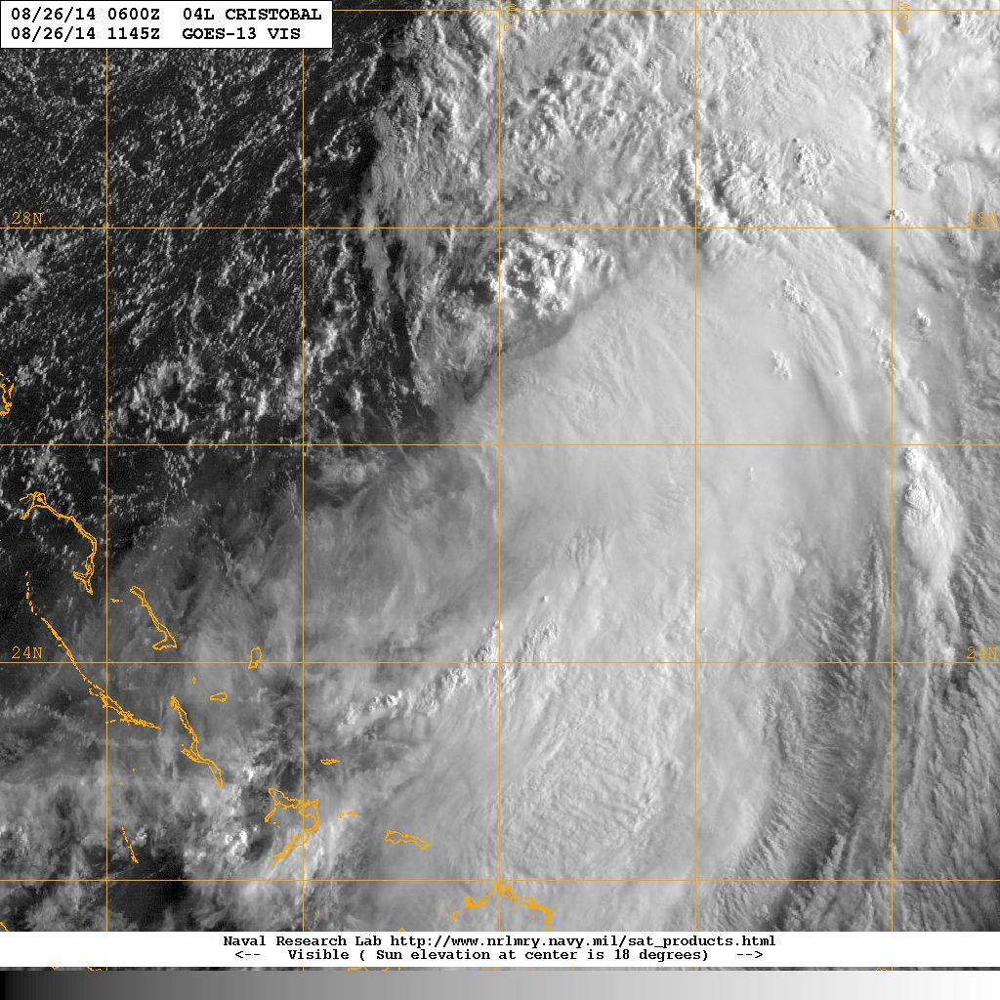 08/26/14 0600Z 04L CRISTOBAL
08/26/14 1145Z GOES-13 VIS
28N 28N
24N 24N
Naval Research Lab http://www.nrlmry.navy.mil/sat_products.html
<-- Visible ( Sun elevation at center is 18 degrees) -->